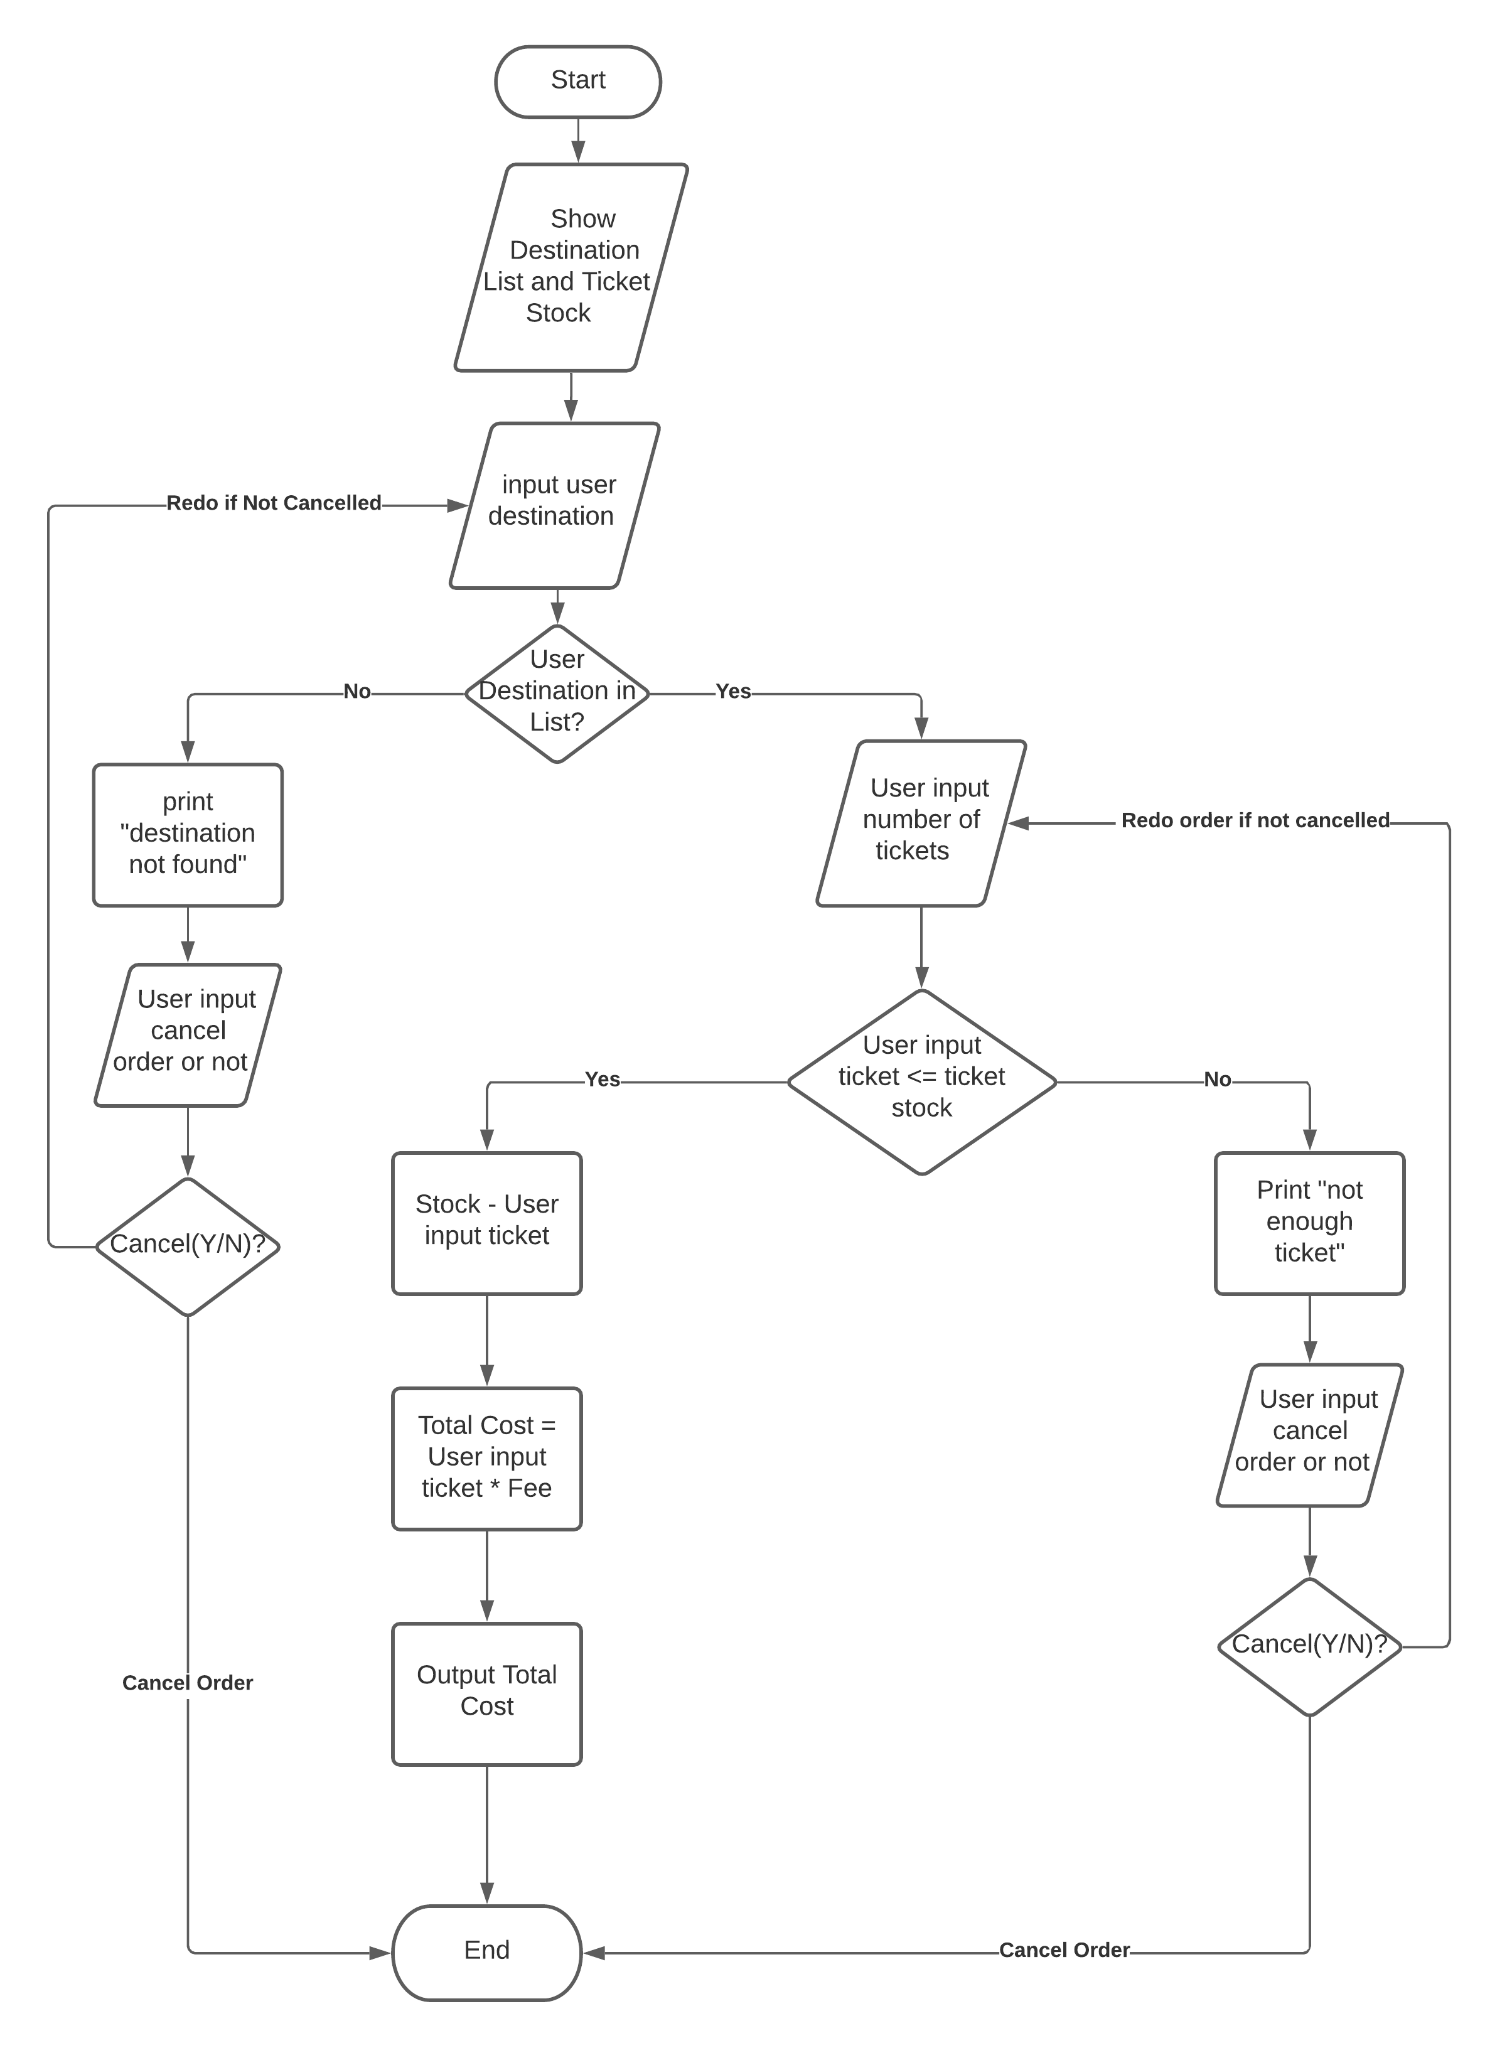 Start
Show
Destination
List and Ticket
Stock
input user
destination
Redo if Not Cancelled
User
Destination in
List?
No
Yes
print
"destination
not found"
User input
number of
tickets
Redo order if not cancelled
User input
cancel
order or not
User input
ticket <= ticket
stock
Yes
No
Cancel(Y/N)?
Stock - User
input ticket
Print "not
enough
ticket"
Total Cost =
User input
ticket * Fee
User input
cancel
order or not
Output Total
Cost
Cancel(Y/N)?
Cancel Order
End
Cancel Order